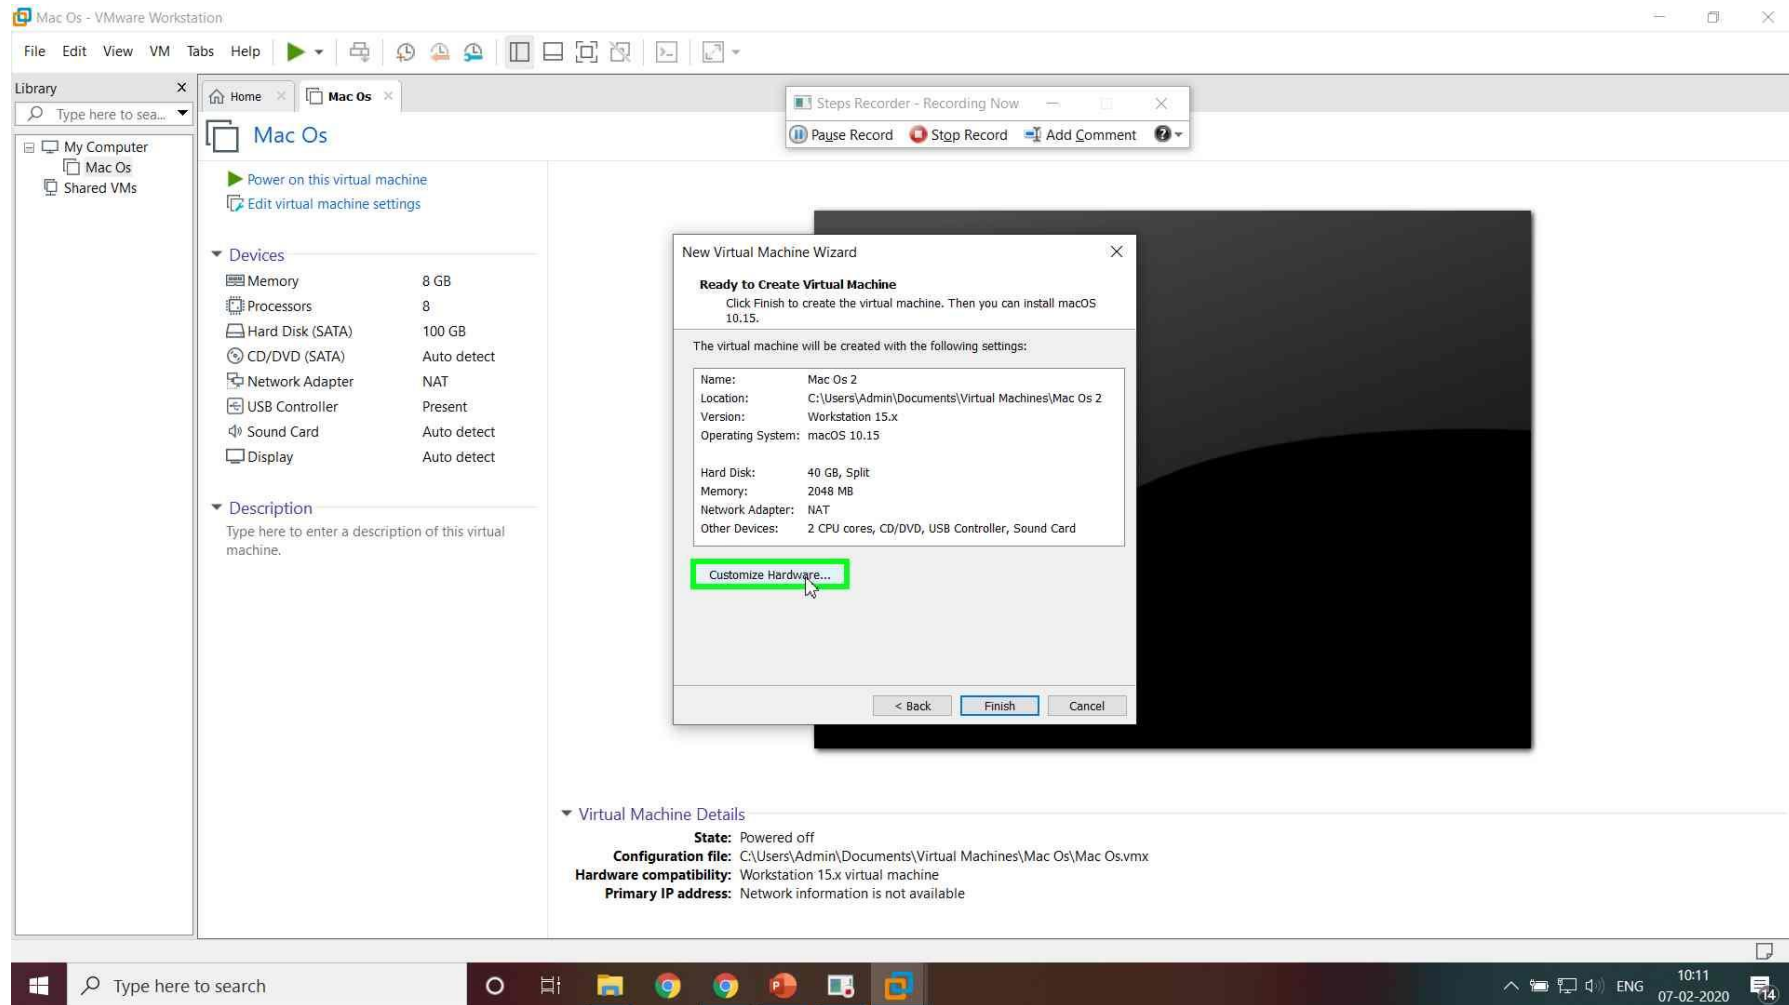 Mac Os - VMware Workstation
File Edit View VM Tabs Help
Library
Type here to sea...
My Computer
Mac Os
Shared VMs
Home
Mac Os
Mac Os
Steps Recorder - Recording Now
Pause Record Stop Record Add Comment
Power on this virtual machine
Edit virtual machine settings
Devices
Memory 8 GB
Processors 8
Hard Disk (SATA) 100 GB
CD/DVD (SATA) Auto detect
Network Adapter NAT
USB Controller Present
Sound Card Auto detect
Display Auto detect
Description
Type here to enter a description of this virtual
machine.
New Virtual Machine Wizard
Ready to Create Virtual Machine
Click Finish to create the virtual machine. Then you can install macOS
10.15.
The virtual machine will be created with the following settings:
Name: Mac Os 2
Location: C:\Users\Admin\Documents\Virtual Machines\Mac Os 2
Version: Workstation 15.x
Operating System: macOS 10.15
Hard Disk: 40 GB, Split
Memory: 2048 MB
Network Adapter: NAT
Other Devices: 2 CPU cores, CD/DVD, USB Controller, Sound Card
Customize Hardware...
< Back Finish Cancel
Virtual Machine Details
State: Powered off
Configuration file: C:\Users\Admin\Documents\Virtual Machines\Mac Os\Mac Os.vmx
Hardware compatibility: Workstation 15.x virtual machine
Primary IP address: Network information is not available
Type here to search
ENG
10:11
07-02-2020
14